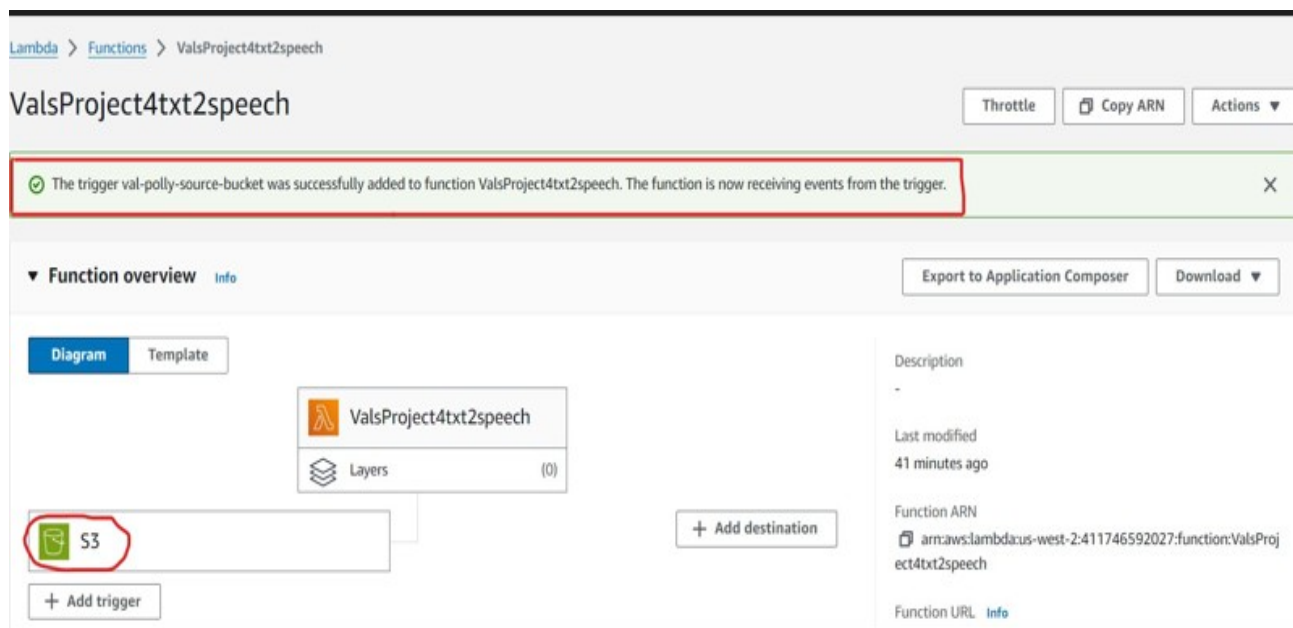 Lambda > Functions > ValsProject4txt2speech
ValsProject4txt2speech
Throttle
Copy ARN
Actions
The trigger val-polly-source-bucket was successfully added to function ValsProject4txt2speech. The function is now receiving events from the trigger.
Function overview Info
Export to Application Composer
Download
Diagram
Template
ValsProject4txt2speech
Layers (0)
S3
+ Add destination
+ Add trigger
Description
-
Last modified
41 minutes ago
Function ARN
arn:aws:lambda:us-west-2:411746592027:function:ValsProj
ect4txt2speech
Function URL Info